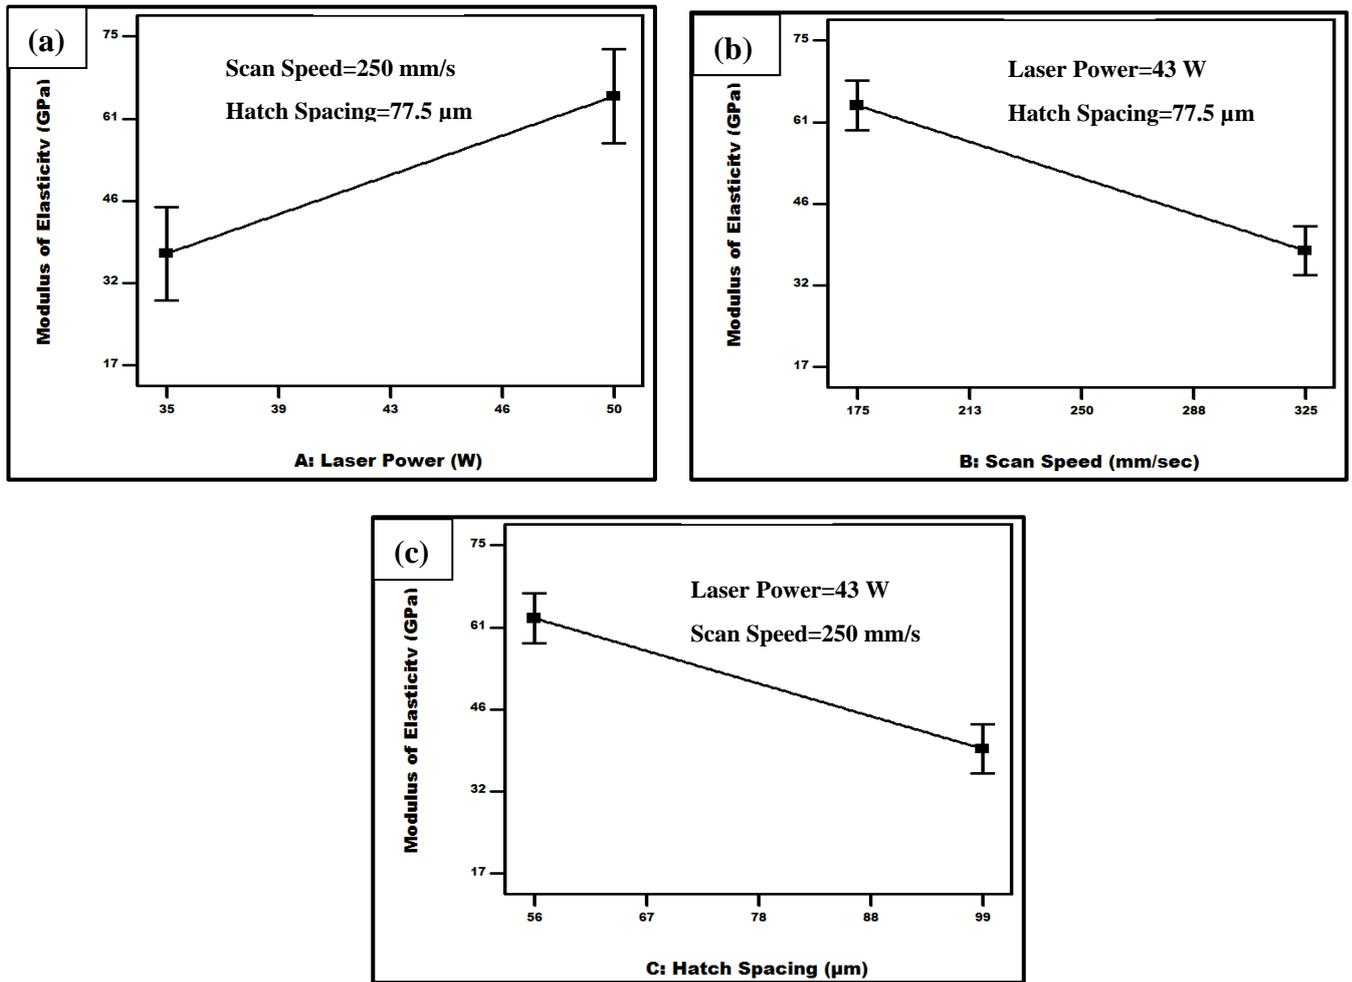 (a)
Scan Speed=250 mm/s
Hatch Spacing=77.5 µm
75
61
46
32
17
Modulus of Elasticity (GPa)
35 39 43 46 50
A: Laser Power (W)
(b)
Laser Power=43 W
Hatch Spacing=77.5 µm
75
61
46
32
17
Modulus of Elasticity (GPa)
175 213 250 288 325
B: Scan Speed (mm/sec)
(c)
Laser Power=43 W
Scan Speed=250 mm/s
75
61
46
32
17
Modulus of Elasticity (GPa)
56 67 78 88 99
C: Hatch Spacing (µm)